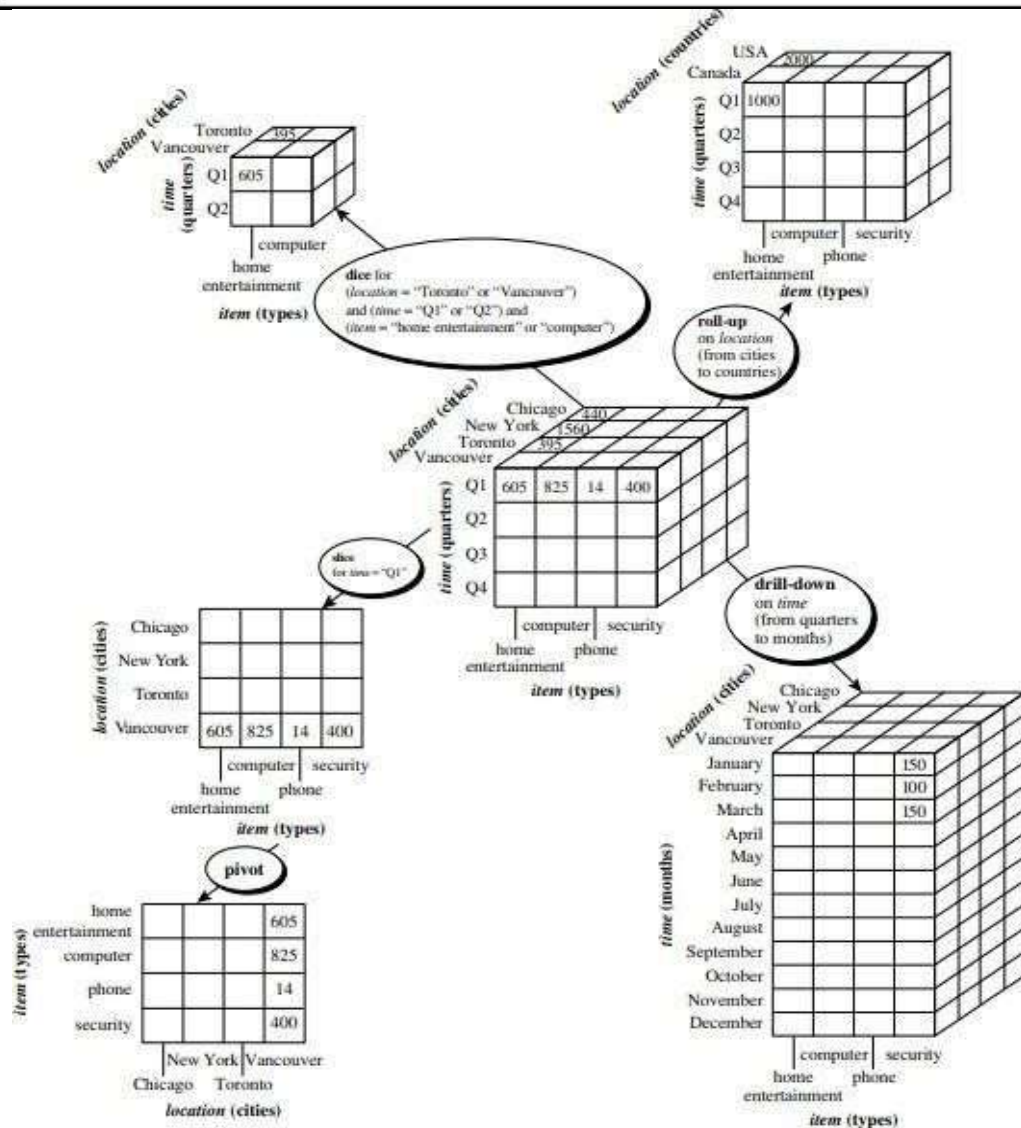 location (countries)
USA
2000
Canada
Q1 1000
Q2
Q3
Q4
time (quarters)
computer security
home phone
entertainment
item (types)
location (cities)
Toronto 395
Vancouver
Q1 605
Q2
time
(quarters)
computer
home
entertainment
item (types)
dice for
(location = “Toronto” or “Vancouver”)
and (time = “Q1” or “Q2”) and
(item = “home entertainment” or “computer”)
roll-up
on location
(from cities
to countries)
location (cities)
Chicago 440
New York 1560
Toronto 395
Vancouver
Q1 605 825 14 400
Q2
Q3
Q4
time (quarters)
computer security
home phone
entertainment
item (types)
slice
for time = “Q1”
drill-down
on time
(from quarters
to months)
location (cities)
Chicago
New York
Toronto
Vancouver 605 825 14 400
computer security
home phone
entertainment
item (types)
location (cities)
Chicago
New York
Toronto
Vancouver
January 150
February 100
March 150
April
May
June
July
August
September
October
November
December
time (months)
computer security
home phone
entertainment
item (types)
pivot
item (types)
home
entertainment 605
computer 825
phone 14
security 400
New York Vancouver
Chicago Toronto
location (cities)